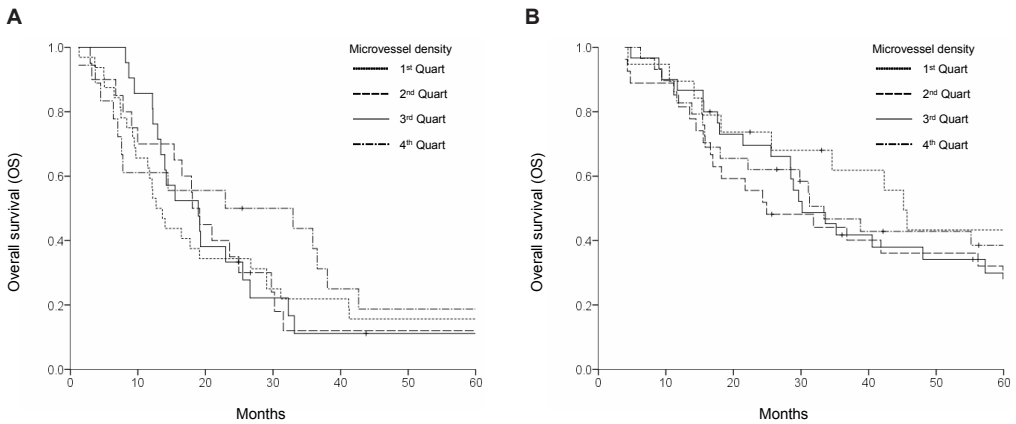 A
B
Microvessel density
1st Quart
2nd Quart
3rd Quart
4th Quart
Overall survival (OS)
1.0
0.8
0.6
0.4
0.2
0.0
0 10 20 30 40 50 60
Months
Microvessel density
1st Quart
2nd Quart
3rd Quart
4th Quart
Overall survival (OS)
1.0
0.8
0.6
0.4
0.2
0.0
0 10 20 30 40 50 60
Months